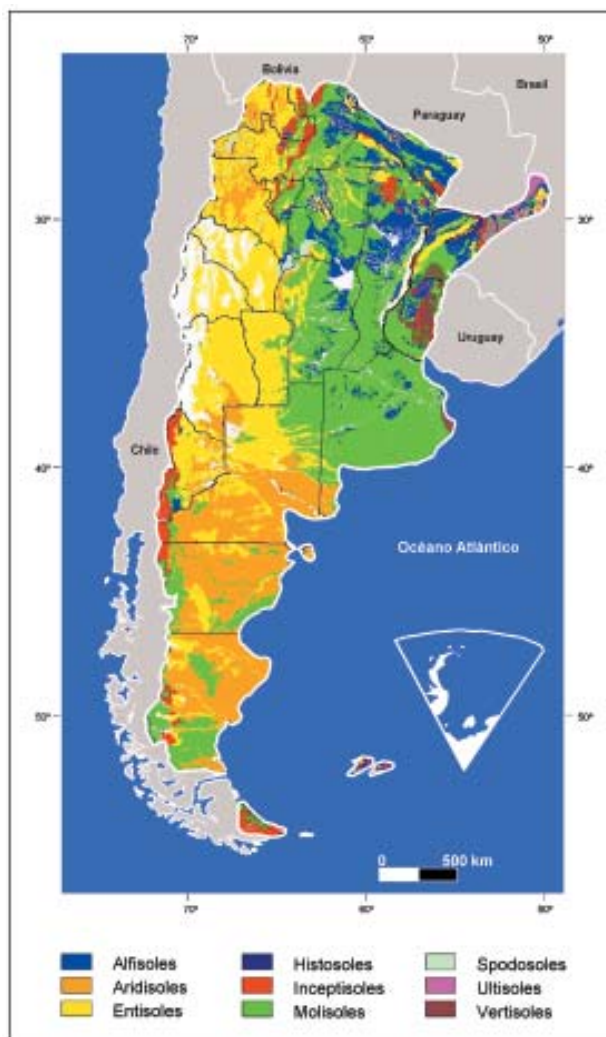 70° 60° 50°
Bolivia
Brasil
Paraguay
30° 30°
Uruguay
Chile
40° 40°
Océano Atlántico
50° 50°
0 500 km
70° 60° 50°
Alfisoles Histosoles Spodosoles
Aridisoles Inceptisoles Ultisoles
Entisoles Molisoles Vertisoles